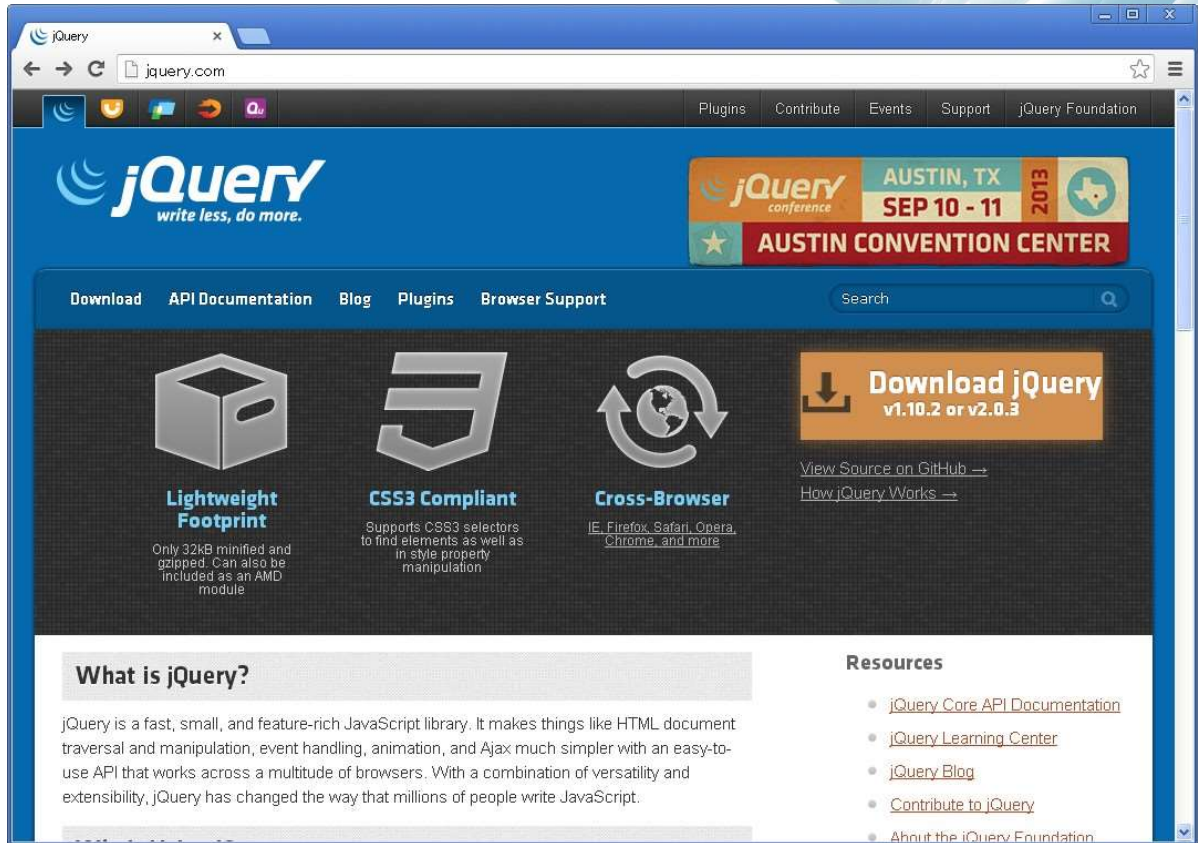 jQuery
jquery.com
Plugins Contribute Events Support jQuery Foundation
jQuery
write less, do more.
jQuery
conference
AUSTIN, TX
SEP 10 - 11
2013
AUSTIN CONVENTION CENTER
Download API Documentation Blog Plugins Browser Support
Search
Lightweight
Footprint
Only 32kB minified and
gzipped. Can also be
included as an AMD
module
CSS3 Compliant
Supports CSS3 selectors
to find elements as well as
in style property
manipulation
Cross-Browser
IE, Firefox, Safari, Opera,
Chrome, and more
Download jQuery
v1.10.2 or v2.0.3
View Source on GitHub →
How jQuery Works →
What is jQuery?
jQuery is a fast, small, and feature-rich JavaScript library. It makes things like HTML document
traversal and manipulation, event handling, animation, and Ajax much simpler with an easy-to-
use API that works across a multitude of browsers. With a combination of versatility and
extensibility, jQuery has changed the way that millions of people write JavaScript.
Resources
jQuery Core API Documentation
jQuery Learning Center
jQuery Blog
Contribute to jQuery
About the jQuery Foundation